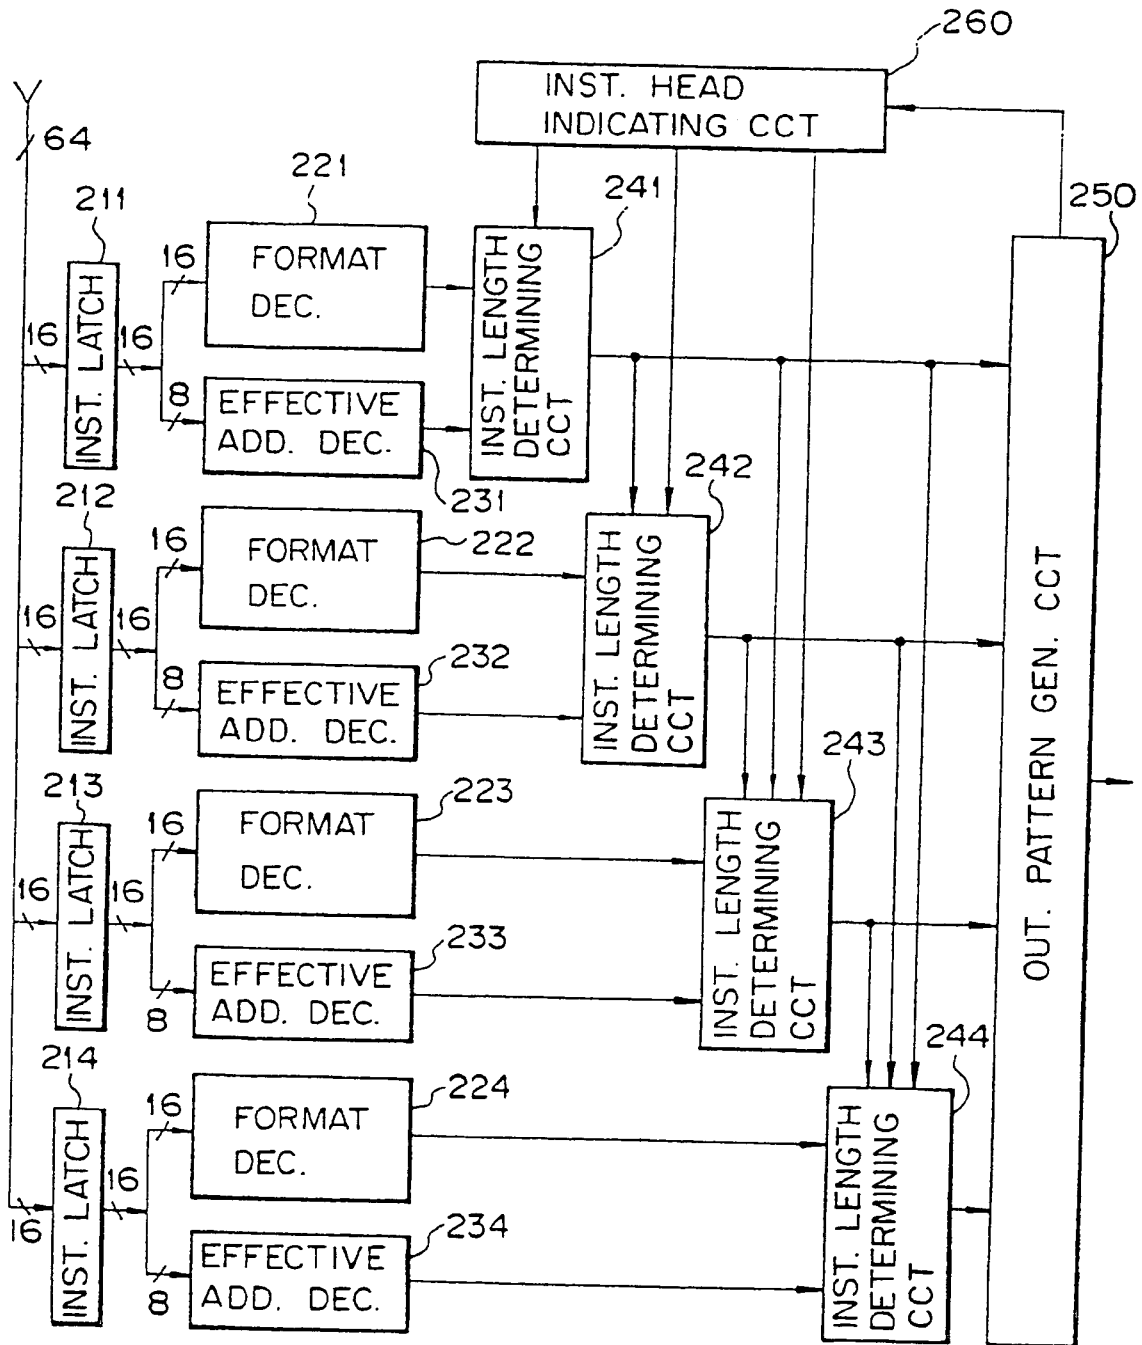 260
INST. HEAD
INDICATING CCT
64
221
241
250
211
16
FORMAT
DEC.
INST. LATCH
16
16
INST. LENGTH
DETERMINING
CCT
8
EFFECTIVE
ADD. DEC.
231
242
212
16
FORMAT
DEC.
222
INST. LATCH
16
16
INST. LENGTH
DETERMINING
CCT
8
EFFECTIVE
ADD. DEC.
232
243
213
16
FORMAT
DEC.
223
INST. LATCH
16
16
INST. LENGTH
DETERMINING
CCT
8
EFFECTIVE
ADD. DEC.
233
244
214
16
FORMAT
DEC.
224
INST. LATCH
16
16
INST. LENGTH
DETERMINING
CCT
8
EFFECTIVE
ADD. DEC.
234
OUT. PATTERN GEN. CCT